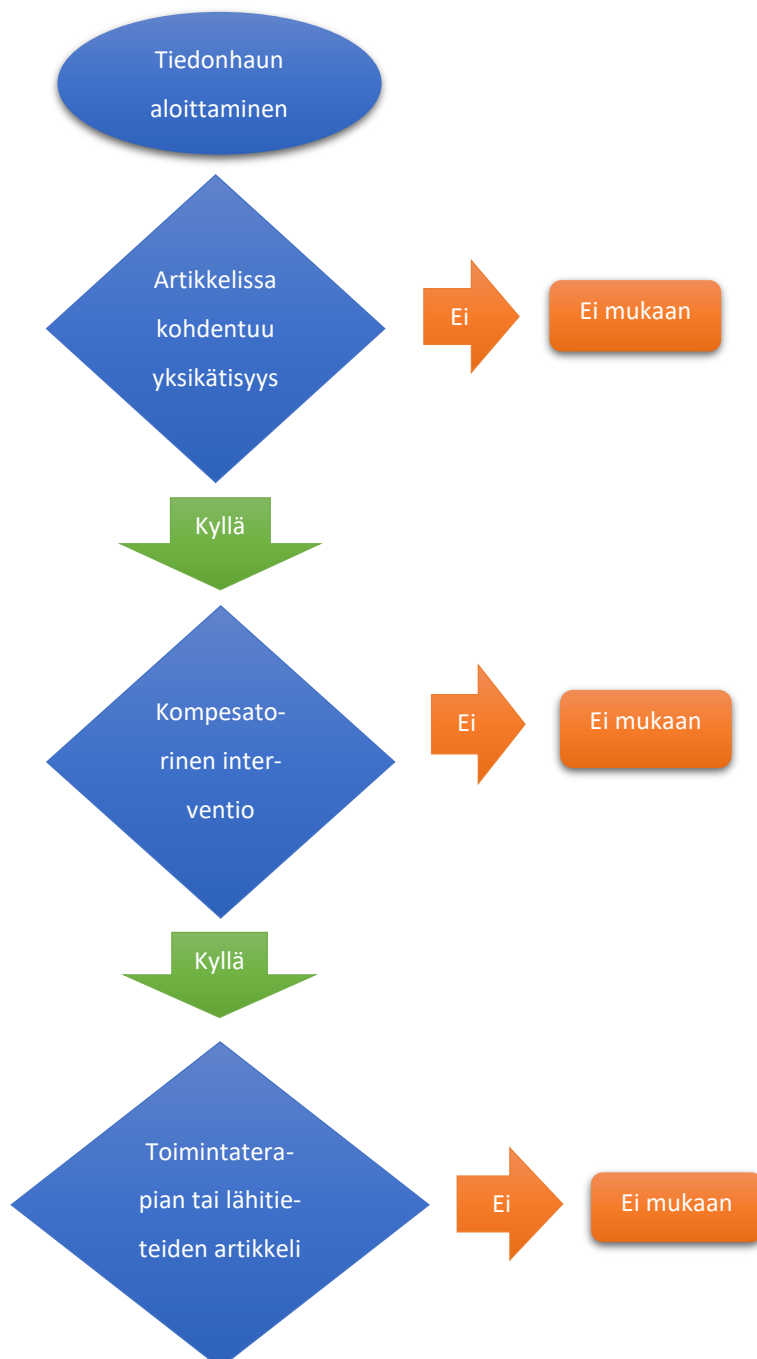 Tiedonhaun
aloittaminen
Artikkelissa
kohdentuu
yksikätisyys
Ei
Ei mukaan
Kyllä
Kompesato-
rinen inter-
ventio
Ei
Ei mukaan
Kyllä
Toimintatera-
pian tai lähitie-
teiden artikkeli
Ei
Ei mukaan